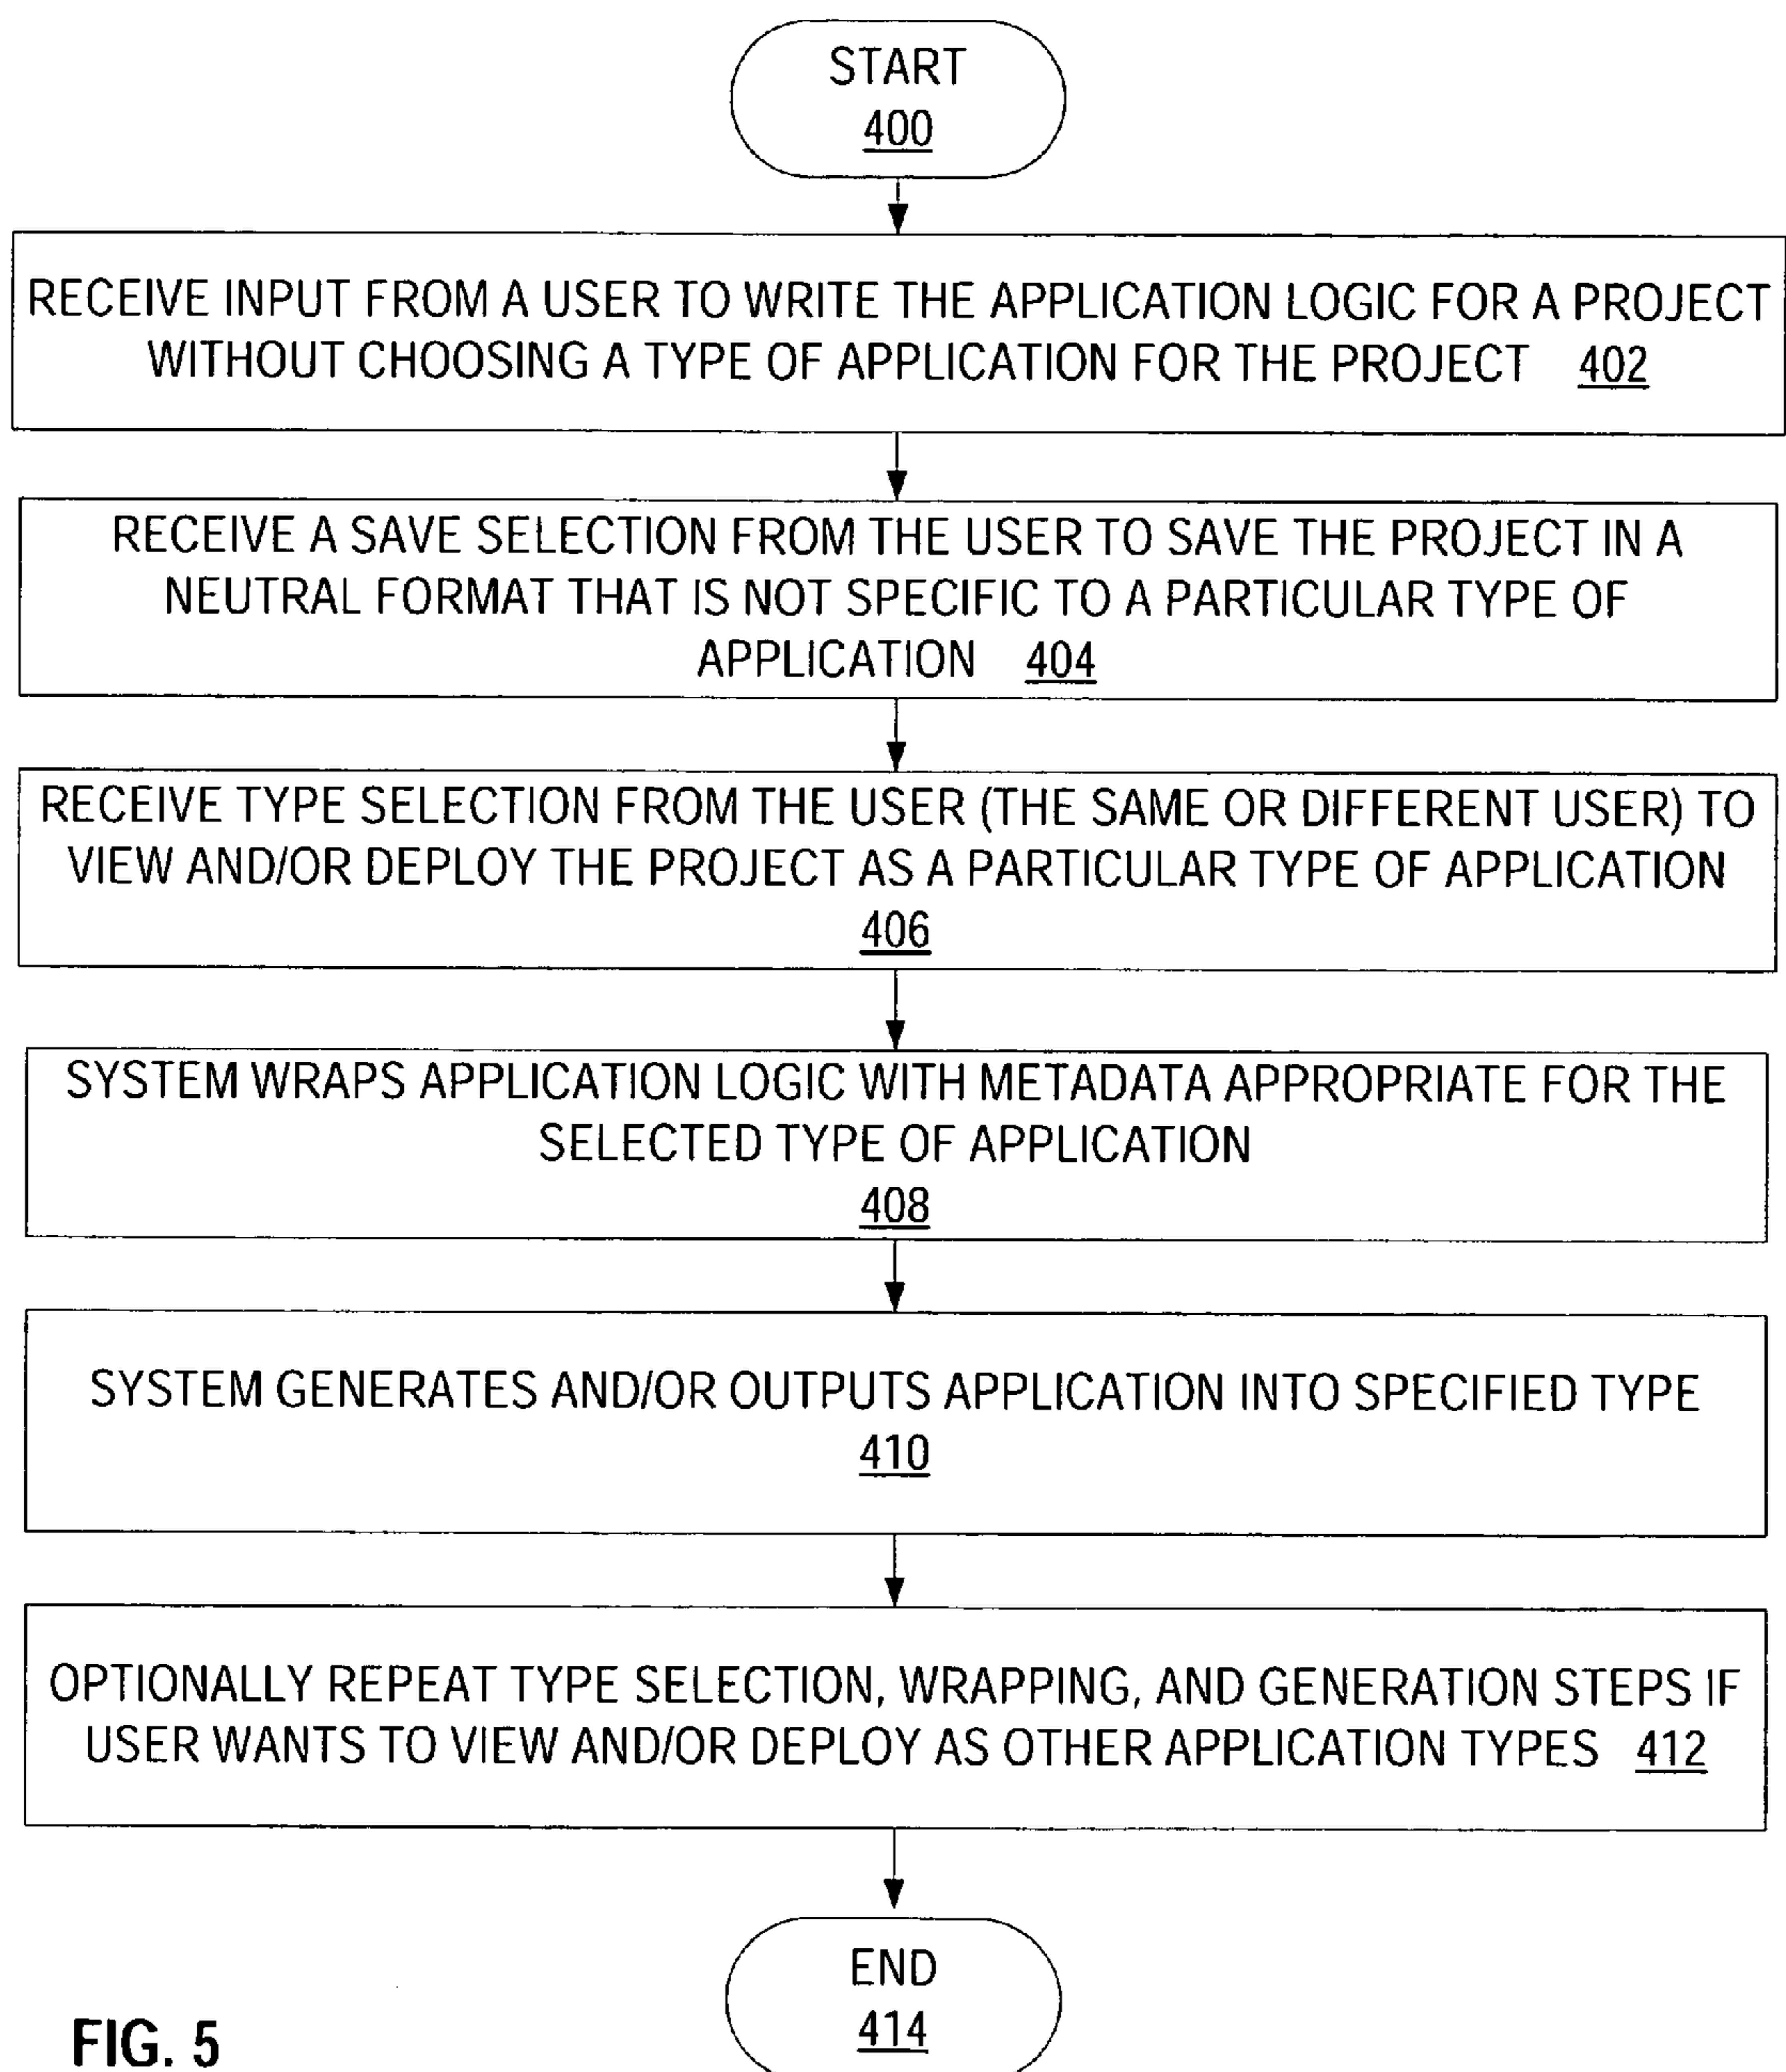 START
400
RECEIVE INPUT FROM A USER TO WRITE THE APPLICATION LOGIC FOR A PROJECT
WITHOUT CHOOSING A TYPE OF APPLICATION FOR THE PROJECT 402
RECEIVE A SAVE SELECTION FROM THE USER TO SAVE THE PROJECT IN A
NEUTRAL FORMAT THAT IS NOT SPECIFIC TO A PARTICULAR TYPE OF
APPLICATION 404
RECEIVE TYPE SELECTION FROM THE USER (THE SAME OR DIFFERENT USER) TO
VIEW AND/OR DEPLOY THE PROJECT AS A PARTICULAR TYPE OF APPLICATION
406
SYSTEM WRAPS APPLICATION LOGIC WITH METADATA APPROPRIATE FOR THE
SELECTED TYPE OF APPLICATION
408
SYSTEM GENERATES AND/OR OUTPUTS APPLICATION INTO SPECIFIED TYPE
410
OPTIONALLY REPEAT TYPE SELECTION, WRAPPING, AND GENERATION STEPS IF
USER WANTS TO VIEW AND/OR DEPLOY AS OTHER APPLICATION TYPES 412
END
414
FIG. 5